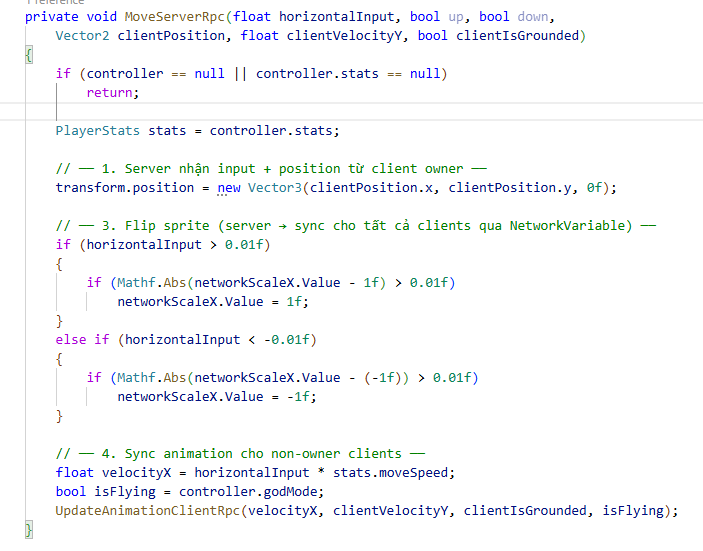 1 reference
private void MoveServerRpc(float horizontalInput, bool up, bool down,
Vector2 clientPosition, float clientVelocityY, bool clientIsGrounded)
{
if (controller == null || controller.stats == null)
return;
PlayerStats stats = controller.stats;
// ── 1. Server nhận input + position từ client owner ──
transform.position = new Vector3(clientPosition.x, clientPosition.y, 0f);
// ── 3. Flip sprite (server → sync cho tất cả clients qua NetworkVariable) ──
if (horizontalInput > 0.01f)
{
if (Mathf.Abs(networkScaleX.Value - 1f) > 0.01f)
networkScaleX.Value = 1f;
}
else if (horizontalInput < -0.01f)
{
if (Mathf.Abs(networkScaleX.Value - (-1f)) > 0.01f)
networkScaleX.Value = -1f;
}
// ── 4. Sync animation cho non-owner clients ──
float velocityX = horizontalInput * stats.moveSpeed;
bool isFlying = controller.godMode;
UpdateAnimationClientRpc(velocityX, clientVelocityY, clientIsGrounded, isFlying);
}